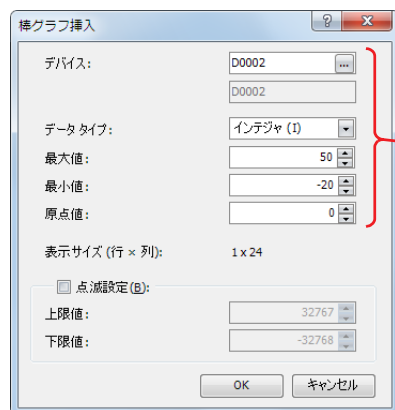 棒グラフ挿入
デバイス: D0002 ...
D0002
データ タイプ: インテジャ (I)
最大値: 50
最小値: -20
原点値: 0
表示サイズ (行 × 列): 1 x 24
点滅設定(B):
上限値: 32767
下限値: -32768
OK キャンセル